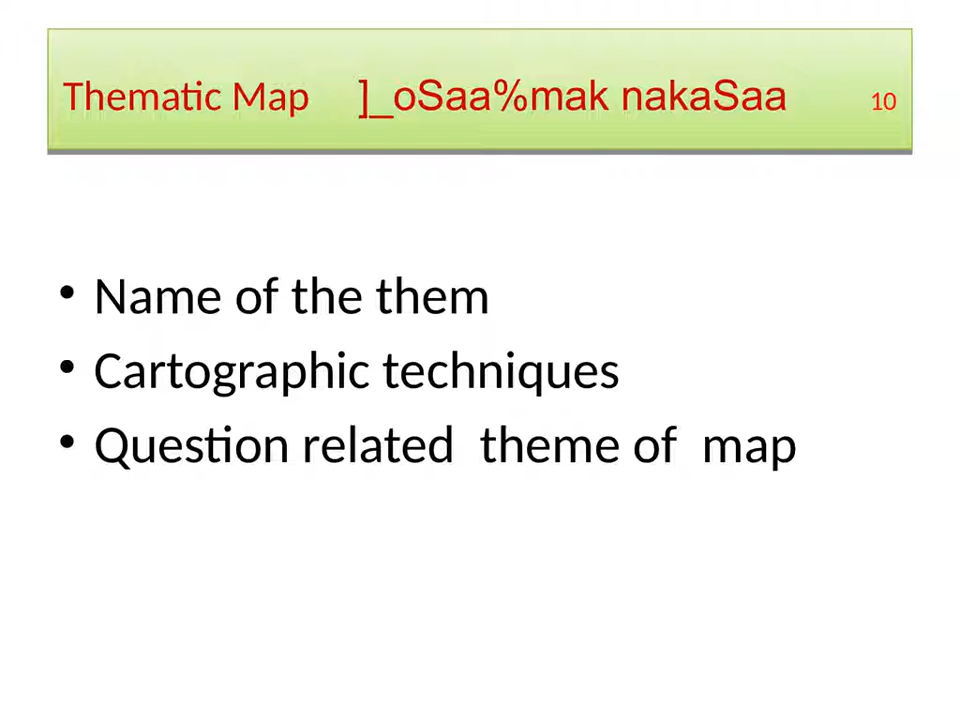 Thematic Map ]_oSaa%mak nakaSaa 10
• Name of the them
• Cartographic techniques
• Question related theme of map